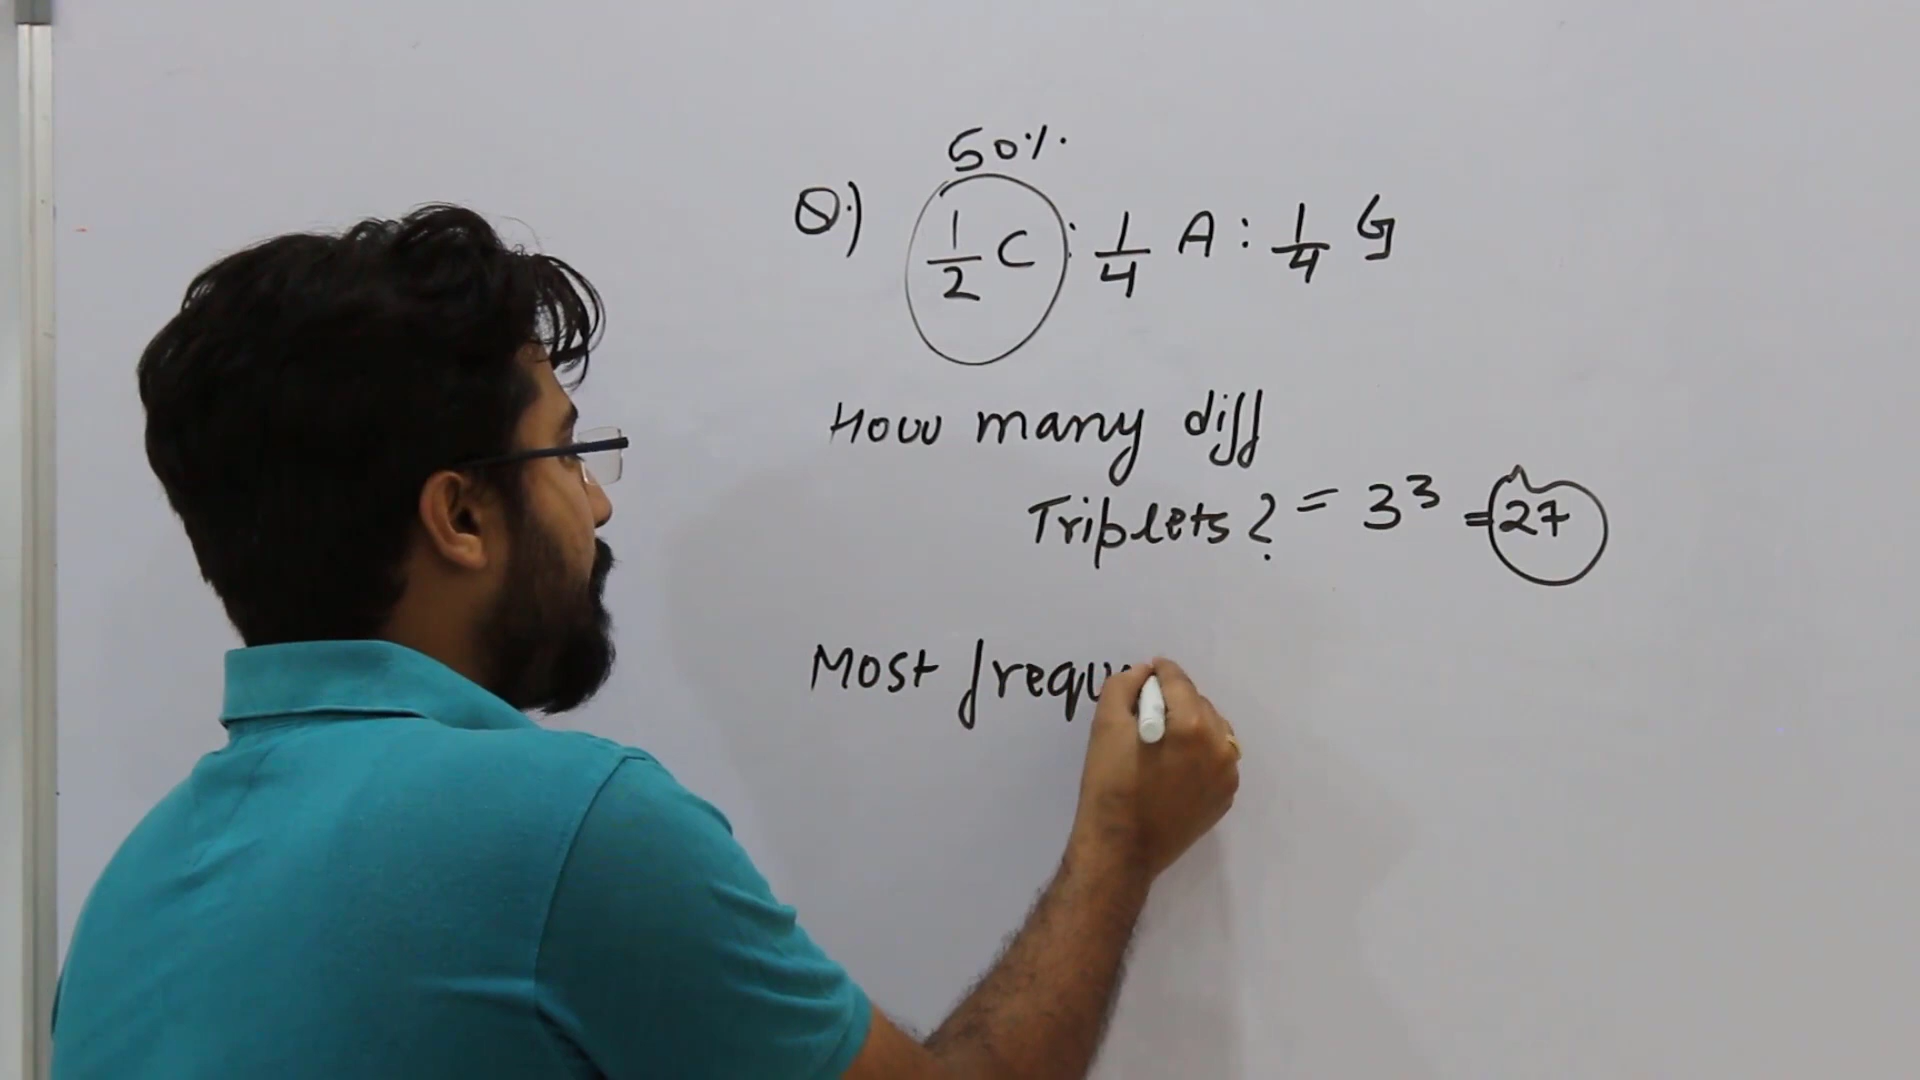 50%
Q.) 1/2 C : 1/4 A : 1/4 G
How many diff
Triplets? = 3³ = 27
Most frequ